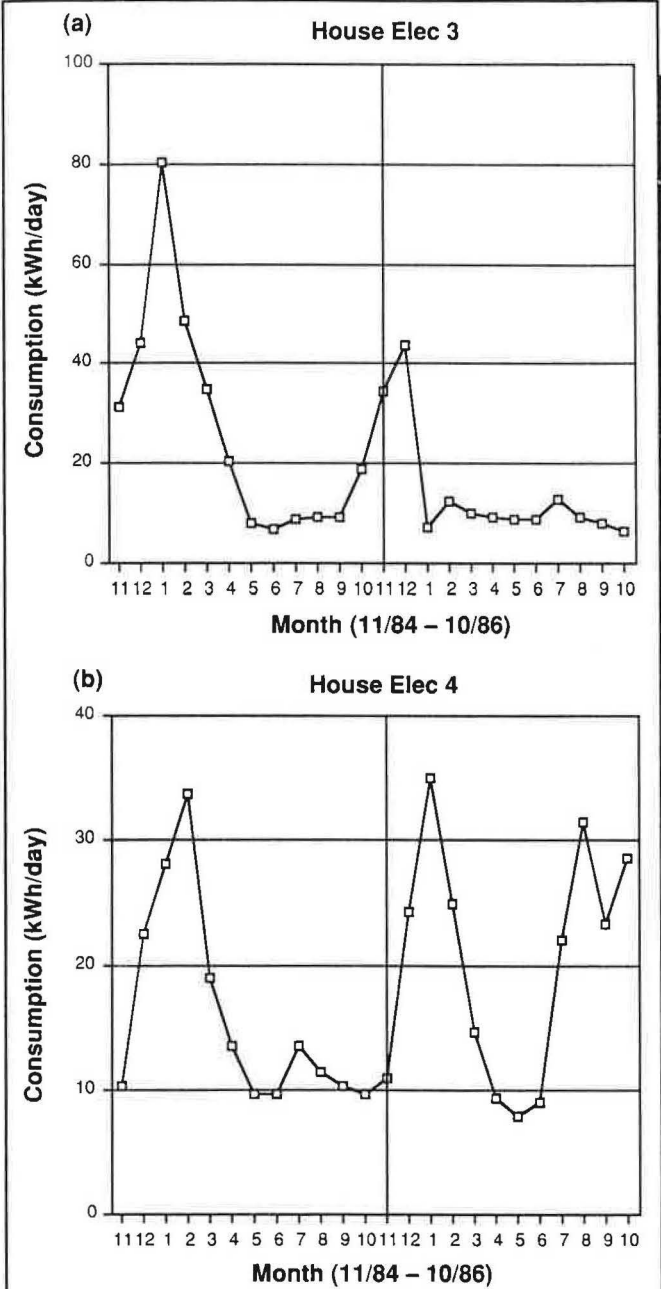 (a)
House Elec 3
Consumption (kWh/day)
100
80
60
40
20
0
11 12 1 2 3 4 5 6 7 8 9 10 11 12 1 2 3 4 5 6 7 8 9 10
Month (11/84 – 10/86)
(b)
House Elec 4
Consumption (kWh/day)
40
30
20
10
0
11 12 1 2 3 4 5 6 7 8 9 10 11 12 1 2 3 4 5 6 7 8 9 10
Month (11/84 – 10/86)